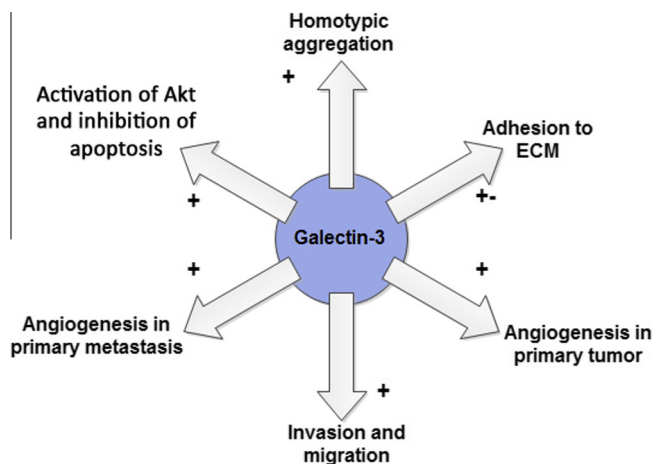 Homotypic
aggregation
+
Activation of Akt
and inhibition of
apoptosis
+
Adhesion to
ECM
+-
Galectin-3
+
Angiogenesis in
primary metastasis
+
Angiogenesis in
primary tumor
+
Invasion and
migration